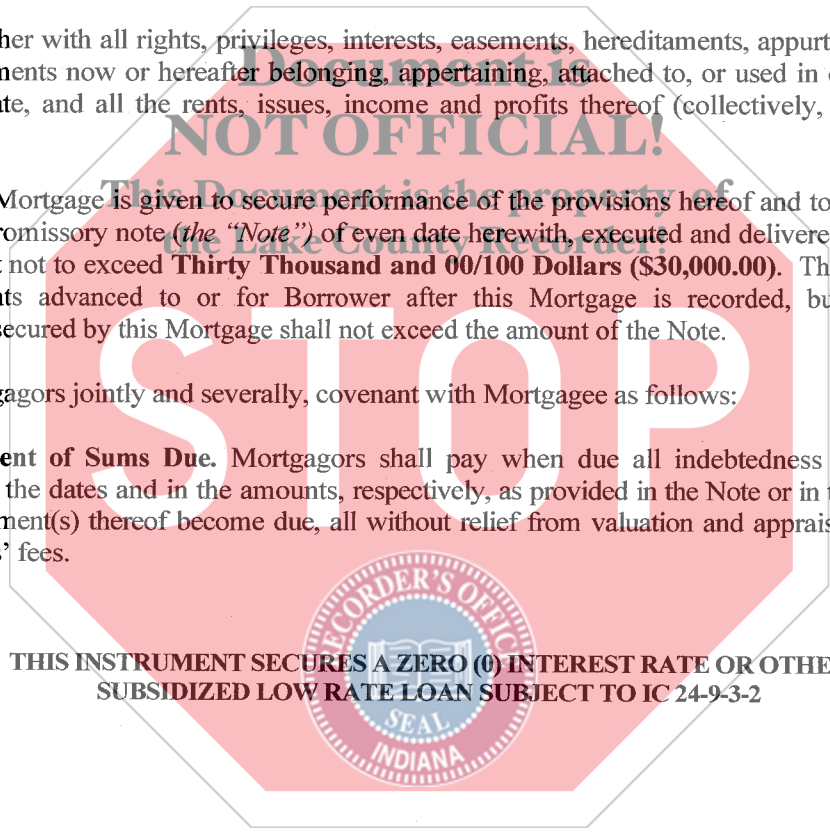 her with all rights, privileges, interests, easements, hereditaments, appurt
Document is
ments now or hereafter belonging, appertaining, attached to, or used in
te, and all the rents, issues, income and profits thereof (collectively,
NOT OFFICIAL!
This Document is the property of
Mortgage is given to secure performance of the provisions hereof and to
romissory note (the “Note”) of even date herewith, executed and delivere
the Lake County Recorder!
t not to exceed Thirty Thousand and 00/100 Dollars ($30,000.00). Th
nts advanced to or for Borrower after this Mortgage is recorded, bu
secured by this Mortgage shall not exceed the amount of the Note.
STOP
gagors jointly and severally, covenant with Mortgagee as follows:
ent of Sums Due. Mortgagors shall pay when due all indebtedness
the dates and in the amounts, respectively, as provided in the Note or in t
ment(s) thereof become due, all without relief from valuation and apprais
s’ fees.
RECORDER'S OFFICE
THIS INSTRUMENT SECURES A ZERO (0) INTEREST RATE OR OTHE
SUBSIDIZED LOW RATE LOAN SUBJECT TO IC 24-9-3-2
SEAL
INDIANA